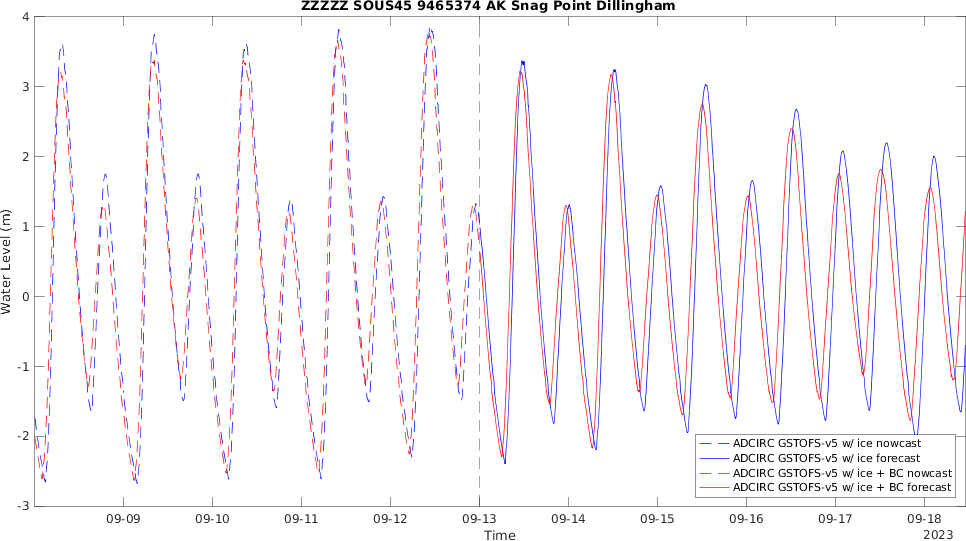 ZZZZZ SOUS45 9465374 AK Snag Point Dillingham
4
3
2
1
0
-1
-2
-3
Water Level (m)
09-09
09-10
09-11
09-12
09-13
09-14
09-15
09-16
09-17
09-18
Time
2023
ADCIRC GSTOFS-v5 w/ ice nowcast
ADCIRC GSTOFS-v5 w/ ice forecast
ADCIRC GSTOFS-v5 w/ ice + BC nowcast
ADCIRC GSTOFS-v5 w/ ice + BC forecast